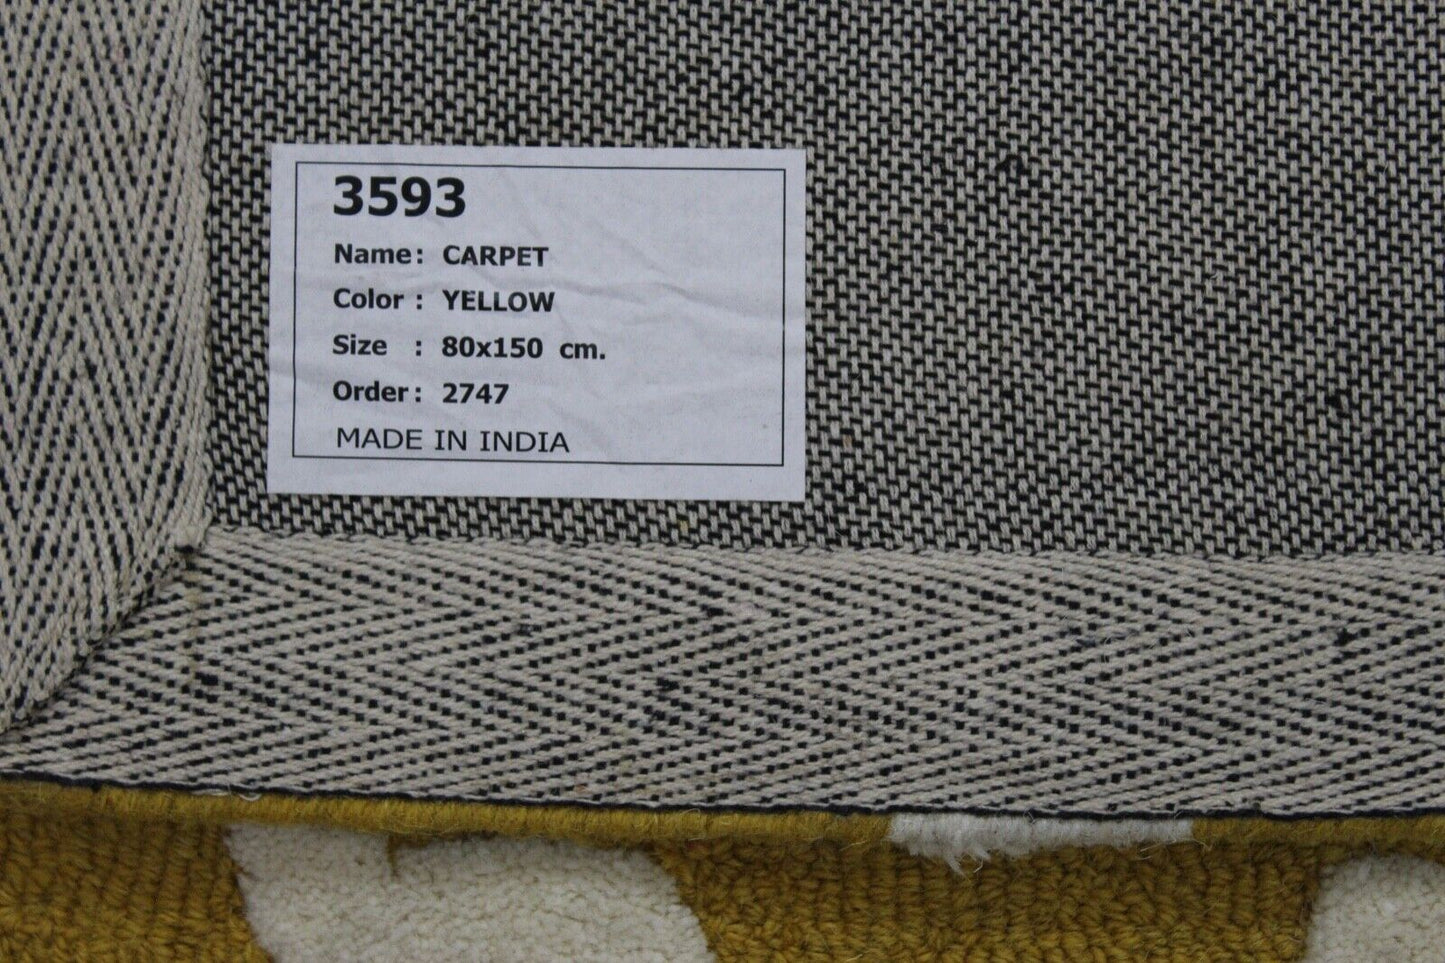 3593
Name: CARPET
Color : YELLOW
Size : 80x150 cm.
Order: 2747
MADE IN INDIA